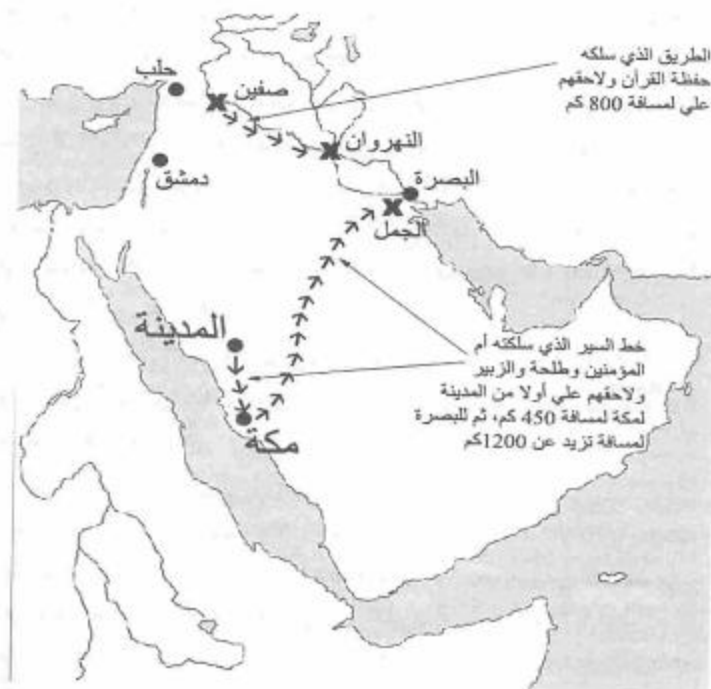 الطريق الذي سلكه
حفظة القرآن ولاحقهم
علي لمسافة 800 كم
حلب
صفين
النهروان
دمشق
البصرة
الجمل
المدينة
خط السير الذي سلكته أم
المؤمنين وطلحة والزبير
ولاحقهم علي أولا من المدينة
لمكة لمسافة 450 كم، ثم للبصرة
لمسافة تزيد عن 1200كم
مكة